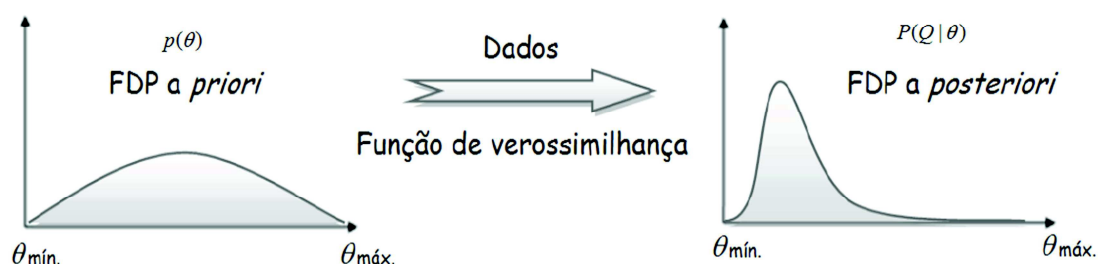 p(θ)
FDP a priori
θmín.
θmáx.
Dados
Função de verossimilhança
P(Q | θ)
FDP a posteriori
θmín.
θmáx.